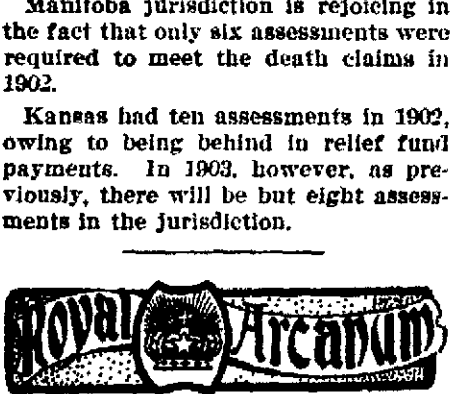 Manitoba jurisdiction is rejoicing in
the fact that only six assessments were
required to meet the death claims in
1902.
Kansas had ten assessments in 1902,
owing to being behind in relief fund
payments. In 1903, however, as pre-
viously, there will be but eight assess-
ments in the jurisdiction.
Royal Arcanum